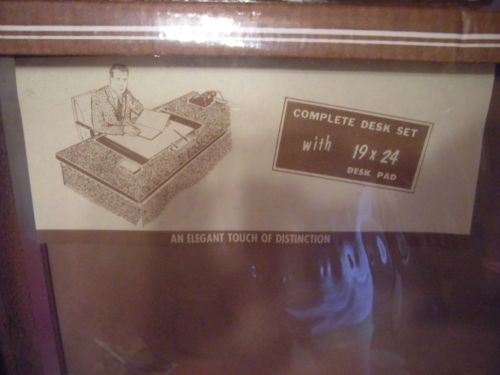 COMPLETE DESK SET
with 19 x 24
DESK PAD
AN ELEGANT TOUCH OF DISTINCTION